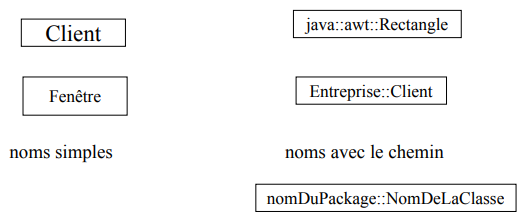 Client
java::awt::Rectangle
Fenêtre
Entreprise::Client
noms simples
noms avec le chemin
nomDuPackage::NomDeLaClasse